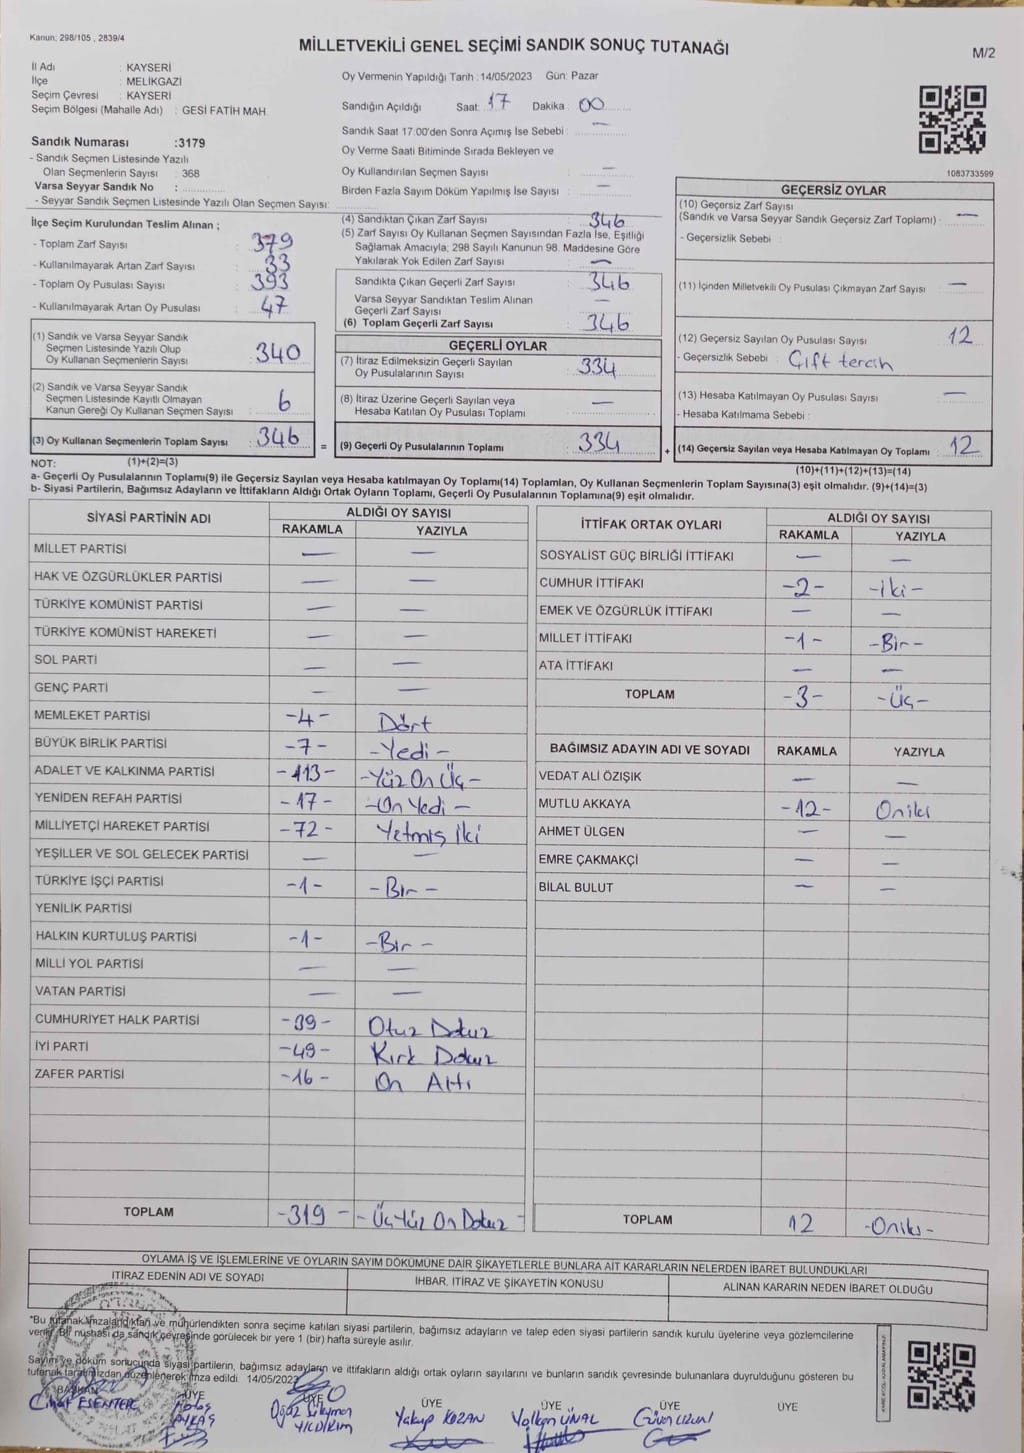 Kanun: 298/105 , 2839/4
MİLLETVEKİLİ GENEL SEÇİMİ SANDIK SONUÇ TUTANAĞI
M/2
İl Adı : KAYSERİ
İlçe : MELİKGAZİ
Seçim Çevresi : KAYSERİ
Seçim Bölgesi (Mahalle Adı) : GESİ FATİH MAH.
Oy Vermenin Yapıldığı Tarih :14/05/2023 Gün: Pazar
Sandığın Açıldığı Saat: 17 Dakika : 00
Sandık Saat 17:00'den Sonra Açımış İse Sebebi : —
Oy Verme Saati Bitiminde Sırada Bekleyen ve
Oy Kullandırılan Seçmen Sayısı : —
Birden Fazla Sayım Döküm Yapılmış İse Sayısı : —
1083733599
Sandık Numarası :3179
- Sandık Seçmen Listesinde Yazılı
Olan Seçmenlerin Sayısı : 368
Varsa Seyyar Sandık No :
- Seyyar Sandık Seçmen Listesinde Yazılı Olan Seçmen Sayısı:
İlçe Seçim Kurulundan Teslim Alınan ;
- Toplam Zarf Sayısı : 379
- Kullanılmayarak Artan Zarf Sayısı : 33
- Toplam Oy Pusulası Sayısı : 393
- Kullanılmayarak Artan Oy Pusulası : 47
(1) Sandık ve Varsa Seyyar Sandık
Seçmen Listesinde Yazılı Olup
Oy Kullanan Seçmenlerin Sayısı : 340
(2) Sandık ve Varsa Seyyar Sandık
Seçmen Listesinde Kayıtlı Olmayan
Kanun Gereği Oy Kullanan Seçmen Sayısı : 6
(3) Oy Kullanan Seçmenlerin Toplam Sayısı : 346
(1)+(2)=(3)
(4) Sandıktan Çıkan Zarf Sayısı : 346
(5) Zarf Sayısı Oy Kullanan Seçmen Sayısından Fazla İse, Eşitliği
Sağlamak Amacıyla; 298 Sayılı Kanunun 98. Maddesine Göre
Yakılarak Yok Edilen Zarf Sayısı : —
Sandıkta Çıkan Geçerli Zarf Sayısı : 346
Varsa Seyyar Sandıktan Teslim Alınan
Geçerli Zarf Sayısı : —
(6) Toplam Geçerli Zarf Sayısı : 346
GEÇERLİ OYLAR
(7) İtiraz Edilmeksizin Geçerli Sayılan
Oy Pusulalarının Sayısı : 334
(8) İtiraz Üzerine Geçerli Sayılan veya
Hesaba Katılan Oy Pusulası Toplamı : —
= (9) Geçerli Oy Pusulalarının Toplamı : 334
GEÇERSİZ OYLAR
(10) Geçersiz Zarf Sayısı
(Sandık ve Varsa Seyyar Sandık Geçersiz Zarf Toplamı) : —
- Geçersizlik Sebebi :
(11) İçinden Milletvekili Oy Pusulası Çıkmayan Zarf Sayısı : —
(12) Geçersiz Sayılan Oy Pusulası Sayısı : 12
- Geçersizlik Sebebi : Çift tercih
(13) Hesaba Katılmayan Oy Pusulası Sayısı : —
- Hesaba Katılmama Sebebi :
+ (14) Geçersiz Sayılan veya Hesaba Katılmayan Oy Toplamı : 12
(10)+(11)+(12)+(13)=(14)
NOT:
a- Geçerli Oy Pusulalarının Toplamı(9) ile Geçersiz Sayılan veya Hesaba katılmayan Oy Toplamı(14) Toplamları, Oy Kullanan Seçmenlerin Toplam Sayısına(3) eşit olmalıdır. (9)+(14)=(3)
b- Siyasi Partilerin, Bağımsız Adayların ve İttifakların Aldığı Ortak Oyların Toplamı, Geçerli Oy Pusulalarının Toplamına(9) eşit olmalıdır.
SİYASİ PARTİNİN ADI ALDIĞI OY SAYISI
RAKAMLA YAZIYLA
MİLLET PARTİSİ — —
HAK VE ÖZGÜRLÜKLER PARTİSİ — —
TÜRKİYE KOMÜNİST PARTİSİ — —
TÜRKİYE KOMÜNİST HAREKETİ — —
SOL PARTİ — —
GENÇ PARTİ — —
MEMLEKET PARTİSİ -4- Dört
BÜYÜK BİRLİK PARTİSİ -7- -Yedi-
ADALET VE KALKINMA PARTİSİ -113- -Yüz On Üç-
YENİDEN REFAH PARTİSİ -17- -On Yedi-
MİLLİYETÇİ HAREKET PARTİSİ -72- Yetmiş İki
YEŞİLLER VE SOL GELECEK PARTİSİ — —
TÜRKİYE İŞÇİ PARTİSİ -1- -Bir-
YENİLİK PARTİSİ
HALKIN KURTULUŞ PARTİSİ -1- -Bir-
MİLLİ YOL PARTİSİ — —
VATAN PARTİSİ — —
CUMHURİYET HALK PARTİSİ -39- Otuz Dokuz
İYİ PARTİ -49- Kırk Dokuz
ZAFER PARTİSİ -16- On Altı
TOPLAM -319- -Üç Yüz On Dokuz-
İTTİFAK ORTAK OYLARI ALDIĞI OY SAYISI
RAKAMLA YAZIYLA
SOSYALİST GÜÇ BİRLİĞİ İTTİFAKI — —
CUMHUR İTTİFAKI -2- -İki-
EMEK VE ÖZGÜRLÜK İTTİFAKI — —
MİLLET İTTİFAKI -1- -Bir-
ATA İTTİFAKI — —
TOPLAM -3- -Üç-
BAĞIMSIZ ADAYIN ADI VE SOYADI RAKAMLA YAZIYLA
VEDAT ALİ ÖZIŞIK — —
MUTLU AKKAYA -12- Oniki
AHMET ÜLGEN — —
EMRE ÇAKMAKÇİ — —
BİLAL BULUT — —
TOPLAM 12 -Oniki-
OYLAMA İŞ VE İŞLEMLERİNE VE OYLARIN SAYIM DÖKÜMÜNE DAİR ŞİKAYETLERLE BUNLARA AİT KARARLARIN NELERDEN İBARET BULUNDUKLARI
İTİRAZ EDENİN ADI VE SOYADI İHBAR, İTİRAZ VE ŞİKAYETİN KONUSU ALINAN KARARIN NEDEN İBARET OLDUĞU
*Bu tutanak imzalandıktan ve mühürlendikten sonra seçime katılan siyasi partilerin, bağımsız adayların ve talep eden siyasi partilerin sandık kurulu üyelerine veya gözlemcilerine
verilir. Bir nüshası da sandık çevresinde görülecek bir yere 1 (bir) hafta süreyle asılır.
Sayım ve döküm sonucunda siyasi partilerin, bağımsız adayların ve ittifakların aldığı ortak oyların sayılarını ve bunların sandık çevresinde bulunanlara duyrulduğunu gösteren bu
tutanak tarafımızdan düzenlenerek imza edildi. 14/05/2023
BAŞKAN ÜYE ÜYE ÜYE ÜYE ÜYE ÜYE
Cihat ESENTÜRK
Oğuz Süleyman YILDIRIM
Yakup KOZAN
Volkan ÜNAL
Güven